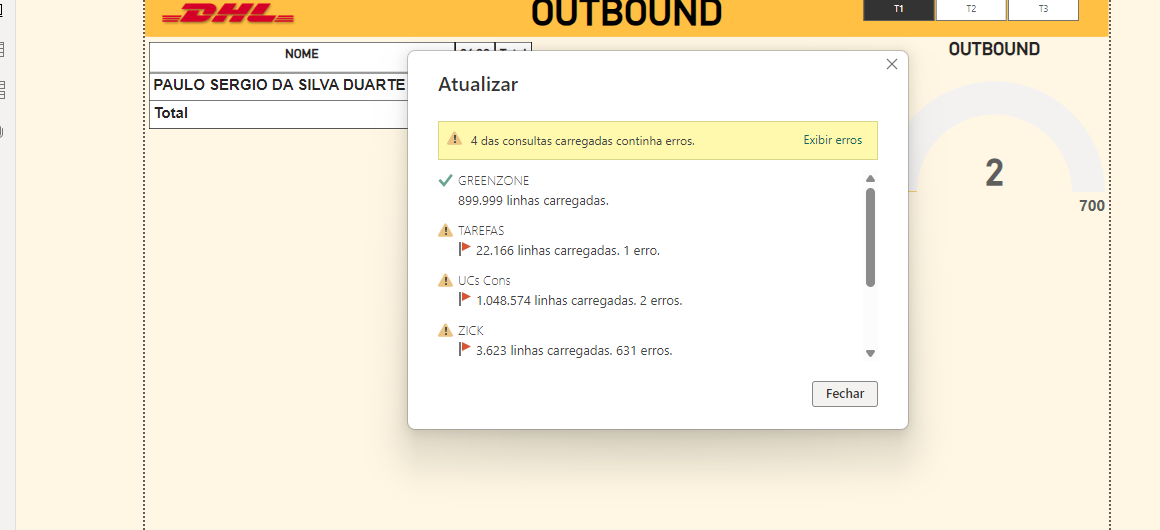 DHL
OUTBOUND
T1
T2
T3
NOME
Total
OUTBOUND
PAULO SERGIO DA SILVA DUARTE
Total
Atualizar
4 das consultas carregadas continha erros.
Exibir erros
GREENZONE
899.999 linhas carregadas.
TAREFAS
22.166 linhas carregadas. 1 erro.
UCs Cons
1.048.574 linhas carregadas. 2 erros.
ZICK
3.623 linhas carregadas. 631 erros.
Fechar
2
700